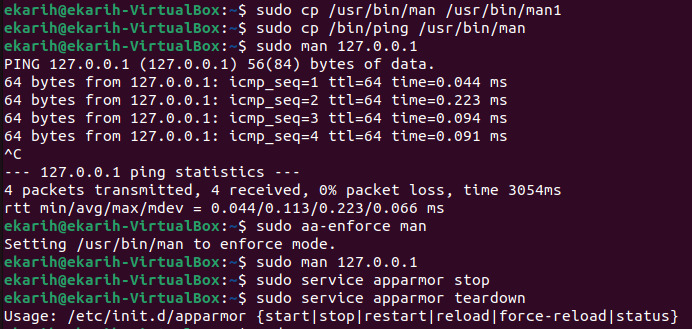 ekarih@ekarih-VirtualBox:~$ sudo cp /usr/bin/man /usr/bin/man1
ekarih@ekarih-VirtualBox:~$ sudo cp /bin/ping /usr/bin/man
ekarih@ekarih-VirtualBox:~$ sudo man 127.0.0.1
PING 127.0.0.1 (127.0.0.1) 56(84) bytes of data.
64 bytes from 127.0.0.1: icmp_seq=1 ttl=64 time=0.044 ms
64 bytes from 127.0.0.1: icmp_seq=2 ttl=64 time=0.223 ms
64 bytes from 127.0.0.1: icmp_seq=3 ttl=64 time=0.094 ms
64 bytes from 127.0.0.1: icmp_seq=4 ttl=64 time=0.091 ms
^C
--- 127.0.0.1 ping statistics ---
4 packets transmitted, 4 received, 0% packet loss, time 3054ms
rtt min/avg/max/mdev = 0.044/0.113/0.223/0.066 ms
ekarih@ekarih-VirtualBox:~$ sudo aa-enforce man
Setting /usr/bin/man to enforce mode.
ekarih@ekarih-VirtualBox:~$ sudo man 127.0.0.1
ekarih@ekarih-VirtualBox:~$ sudo service apparmor stop
ekarih@ekarih-VirtualBox:~$ sudo service apparmor teardown
Usage: /etc/init.d/apparmor {start|stop|restart|reload|force-reload|status}